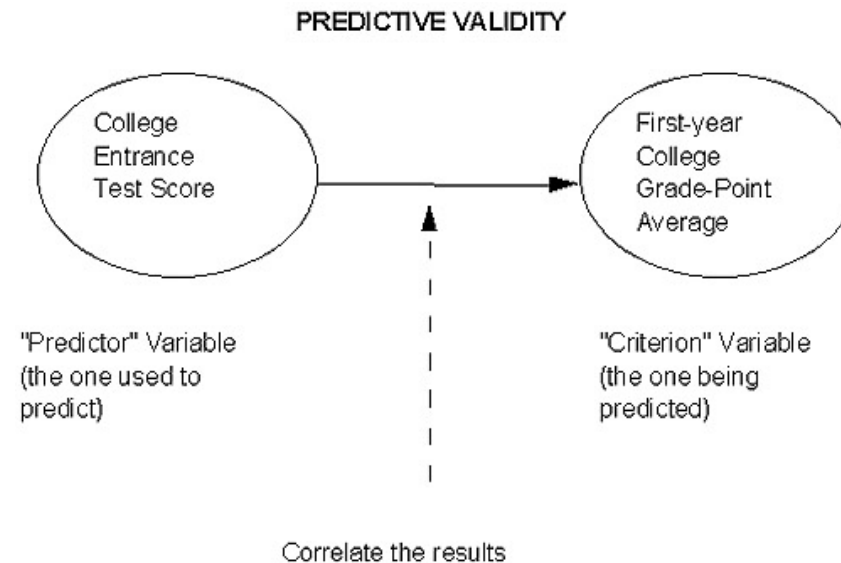 PREDICTIVE VALIDITY
College
Entrance
Test Score
First-year
College
Grade-Point
Average
"Predictor" Variable
(the one used to
predict)
"Criterion" Variable
(the one being
predicted)
Correlate the results